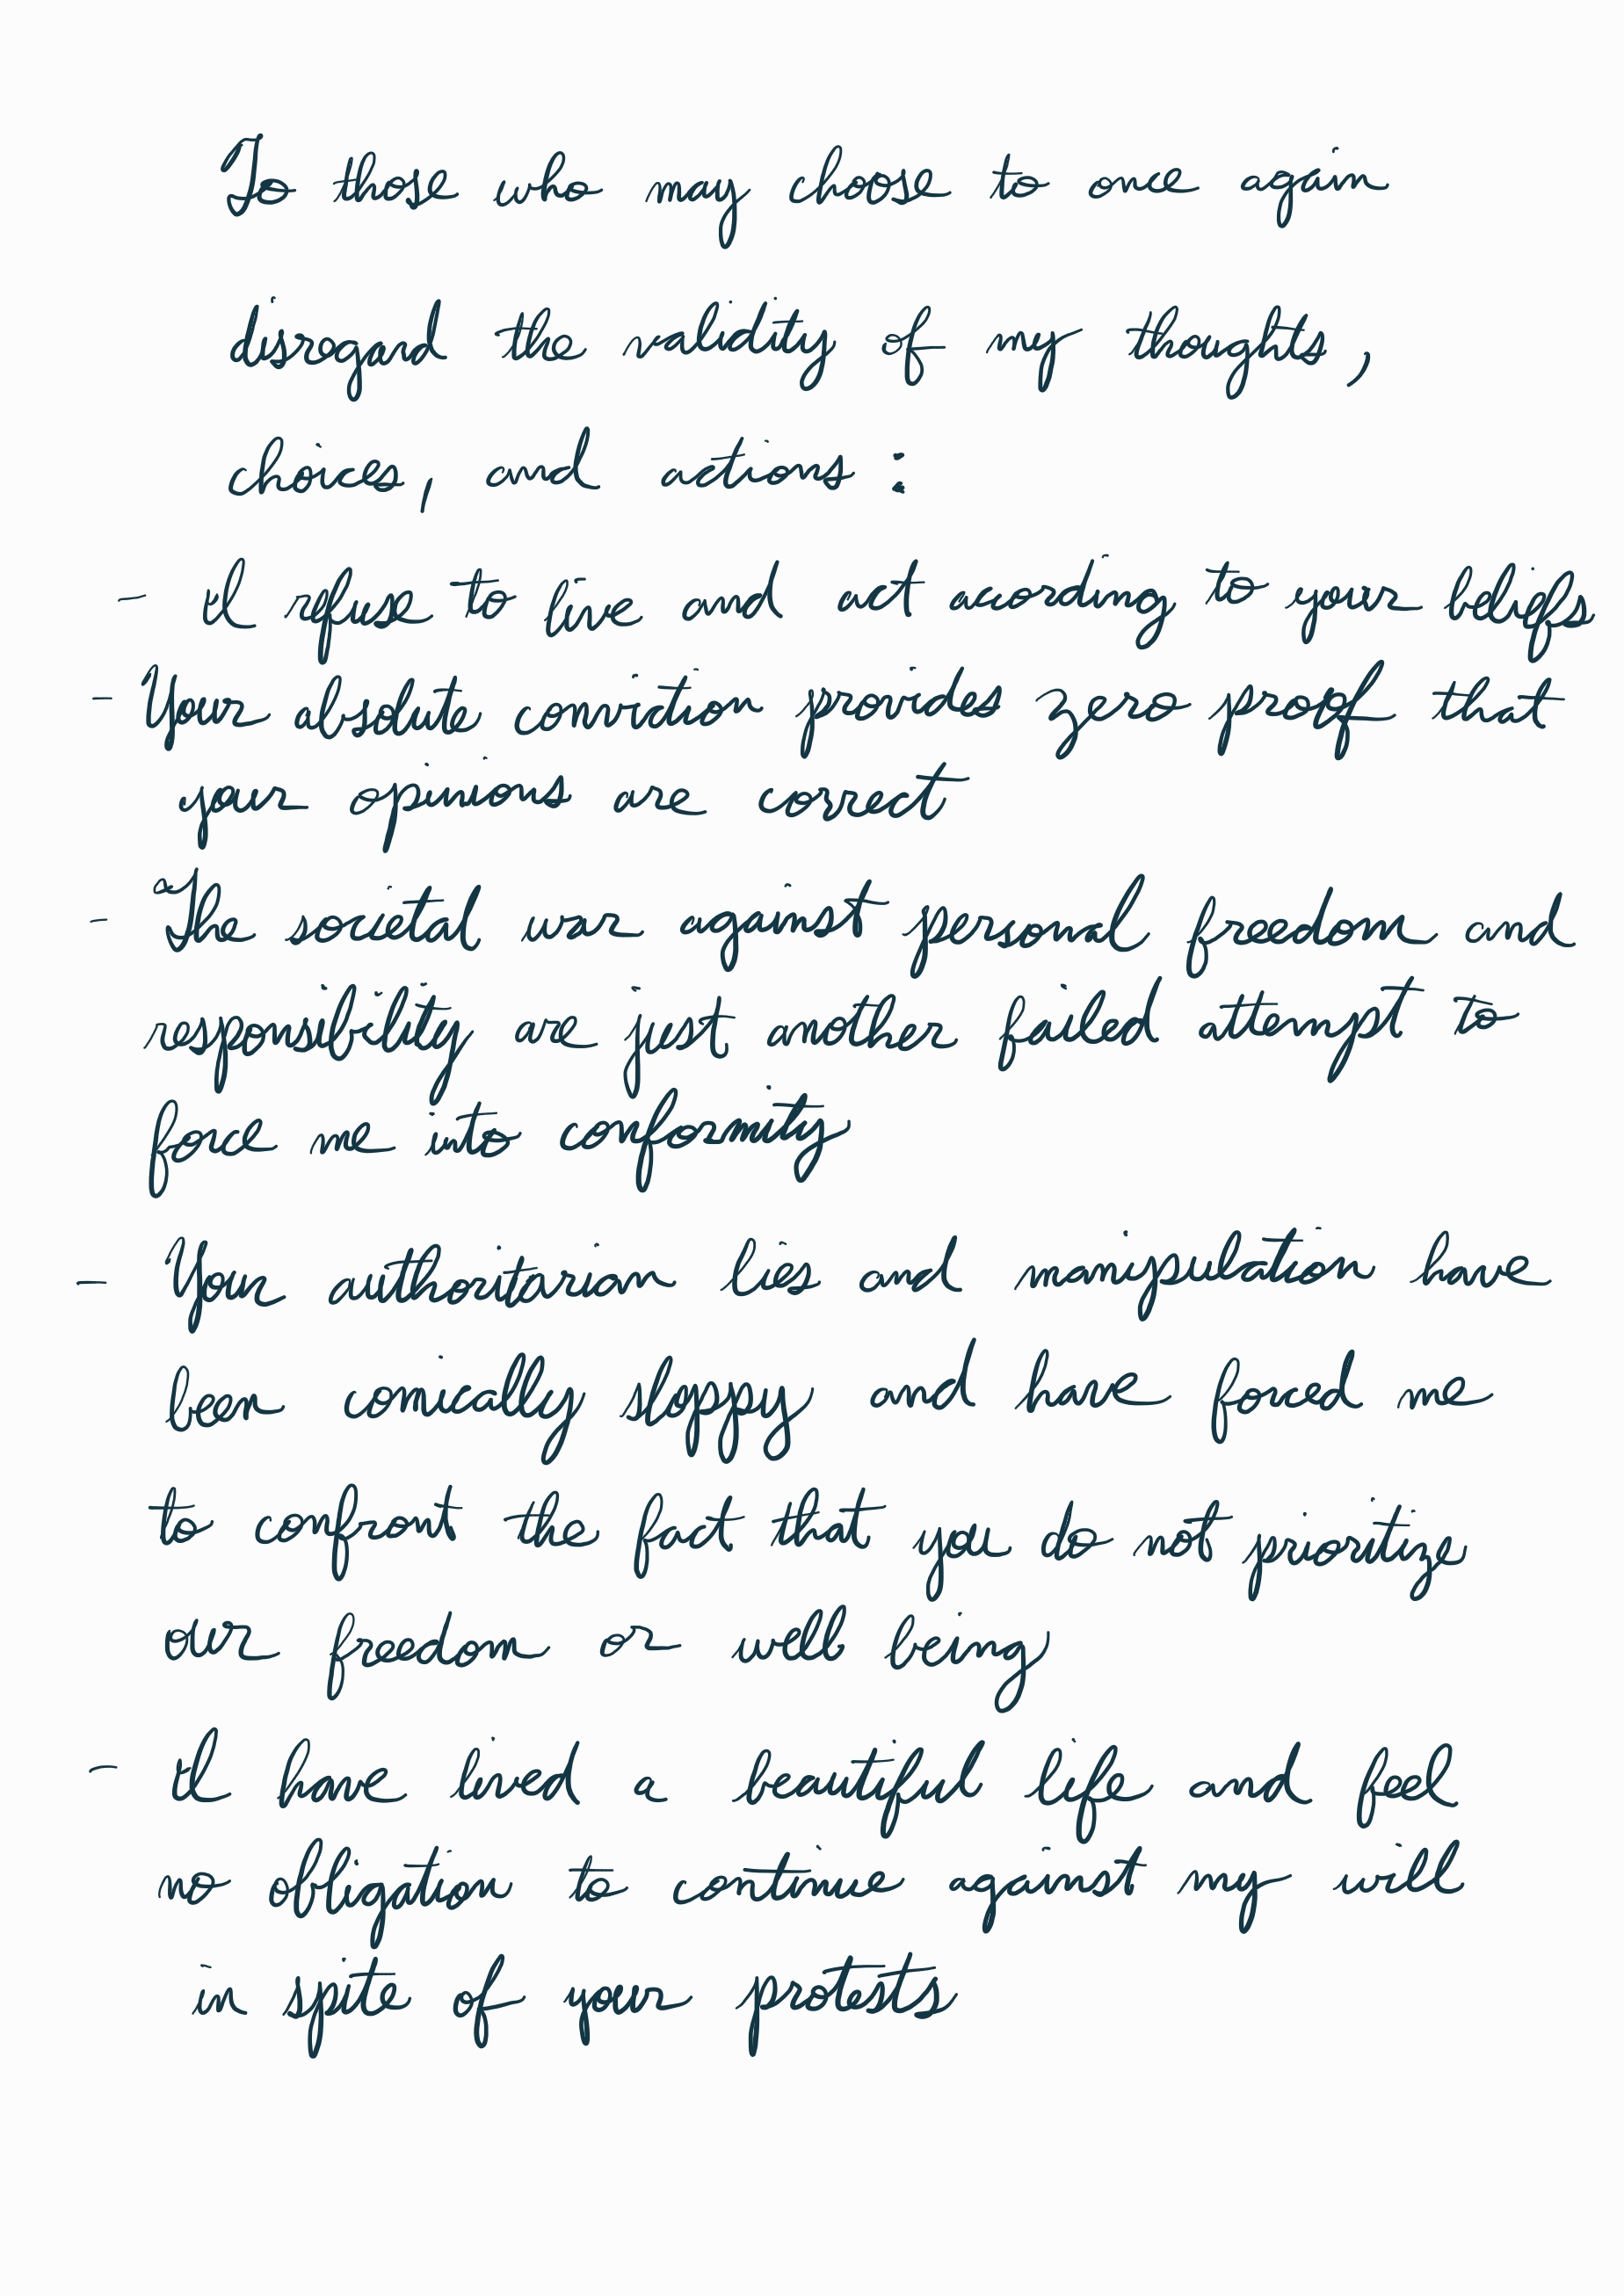 To those who may choose to once again
disregard the validity of my thoughts,
choices, and actions:
- I refuse to live and act acording to your beliefs
- Your absolute conviction provides zero proof that
your opinions are correct
- The societal war against personal freedom and
responsibility are just another failed attempt to
force me into conformity
- Your authoritarian lies and manipulation have
been comically sloppy and have forced me
to confront the fact that you do not prioritize
our freedom or well being
- I have lived a beautiful life and feel
no obligation to continue against my will
in spite of your protests